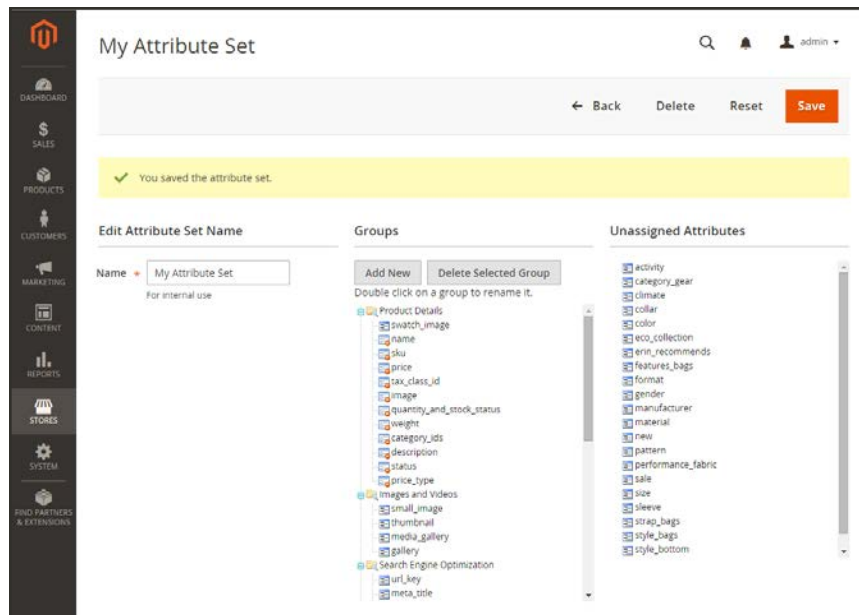 My Attribute Set
admin
DASHBOARD
SALES
PRODUCTS
CUSTOMERS
MARKETING
CONTENT
REPORTS
STORES
SYSTEM
FIND PARTNERS
& EXTENSIONS
Back Delete Reset Save
You saved the attribute set.
Edit Attribute Set Name
Name * My Attribute Set
For internal use
Groups
Add New Delete Selected Group
Double click on a group to rename it.
Product Details
swatch_image
name
sku
price
tax_class_id
image
quantity_and_stock_status
weight
category_ids
description
status
price_type
Images and Videos
small_image
thumbnail
media_gallery
gallery
Search Engine Optimization
url_key
meta_title
Unassigned Attributes
activity
category_gear
climate
collar
color
eco_collection
erin_recommends
features_bags
format
gender
manufacturer
material
new
pattern
performance_fabric
sale
size
sleeve
strap_bags
style_bags
style_bottom